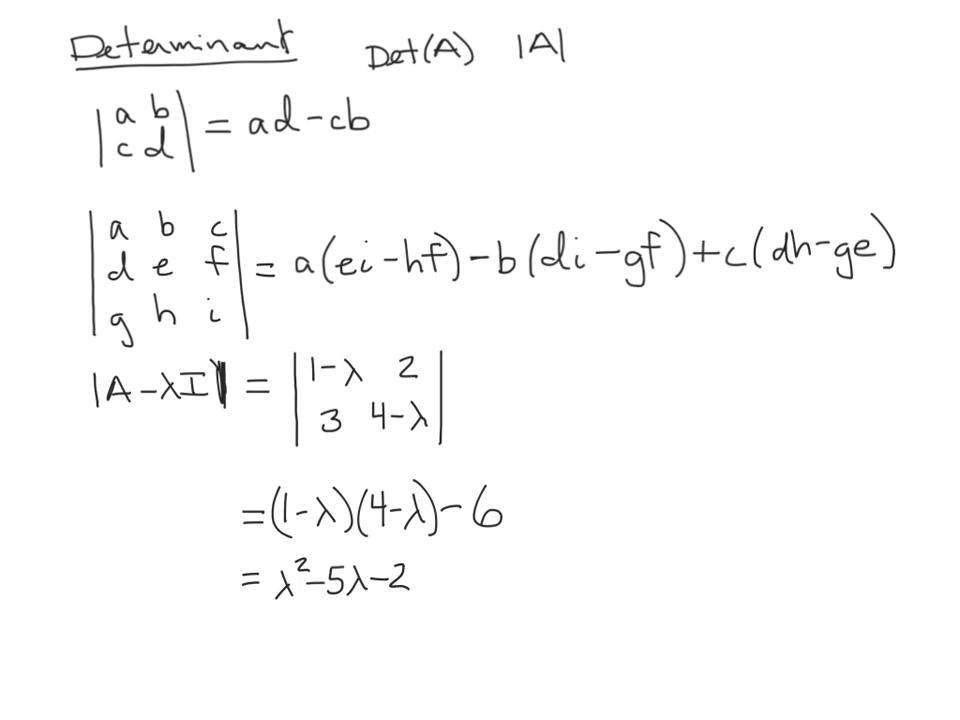 Determinant Det(A) |A|
|a b| = ad-cb
|c d|
|a b c|
|d e f| = a(ei-hf)-b(di-gf)+c(dh-ge)
|g h i|
|A-λI| = |1-λ 2|
|3 4-λ|
=(1-λ)(4-λ)-6
= λ²-5λ-2